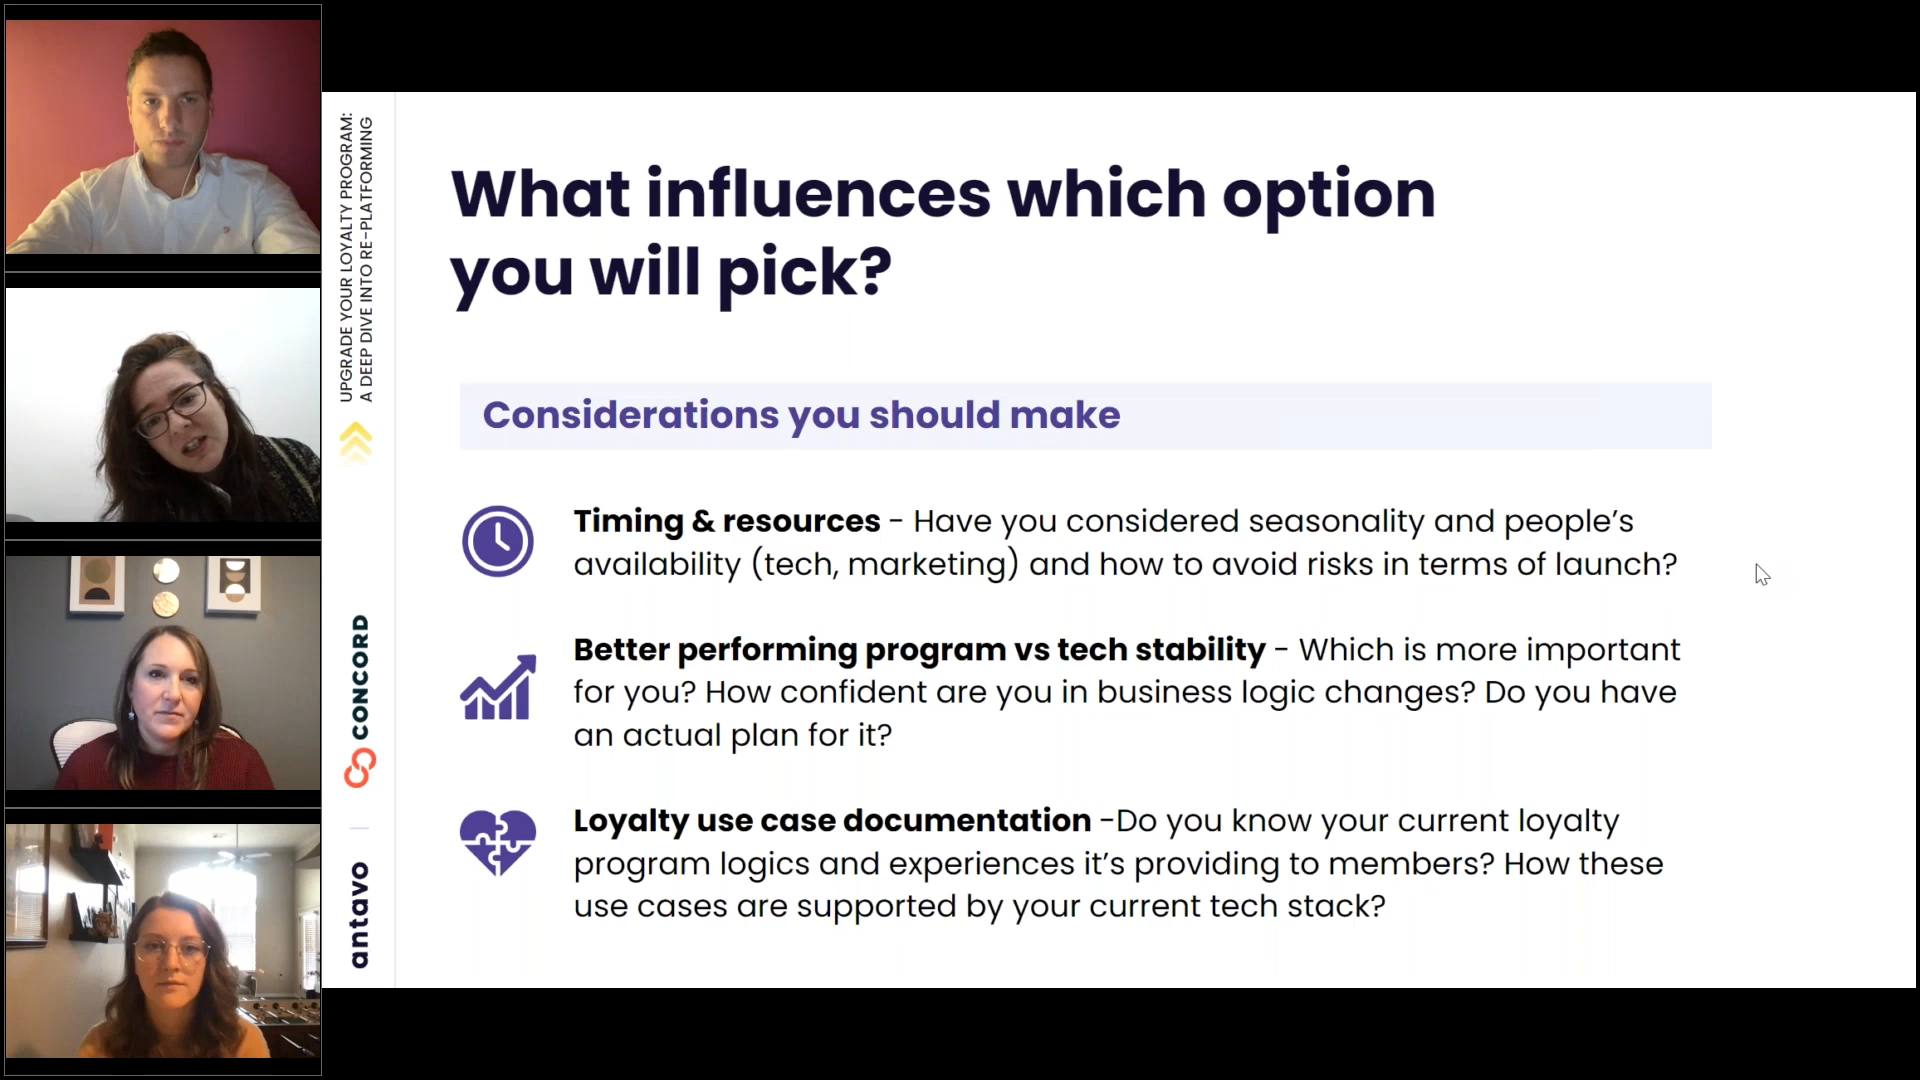 UPGRADE YOUR LOYALTY PROGRAM:
A DEEP DIVE INTO RE-PLATFORMING
CONCORD
antavo
What influences which option
you will pick?
Considerations you should make
Timing & resources - Have you considered seasonality and people’s
availability (tech, marketing) and how to avoid risks in terms of launch?
Better performing program vs tech stability - Which is more important
for you? How confident are you in business logic changes? Do you have
an actual plan for it?
Loyalty use case documentation -Do you know your current loyalty
program logics and experiences it’s providing to members? How these
use cases are supported by your current tech stack?